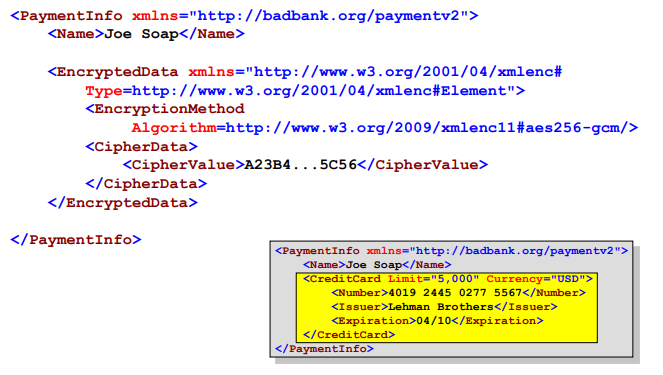 <PaymentInfo xmlns="http://badbank.org/paymentv2">
<Name>Joe Soap</Name>
<EncryptedData xmlns="http://www.w3.org/2001/04/xmlenc#
Type=http://www.w3.org/2001/04/xmlenc#Element">
<EncryptionMethod
Algorithm=http://www.w3.org/2009/xmlenc11#aes256-gcm/>
<CipherData>
<CipherValue>A23B4...5C56</CipherValue>
</CipherData>
</EncryptedData>
</PaymentInfo>
<PaymentInfo xmlns="http://badbank.org/paymentv2">
<Name>Joe Soap</Name>
<CreditCard Limit="5,000" Currency="USD">
<Number>4019 2445 0277 5567</Number>
<Issuer>Lehman Brothers</Issuer>
<Expiration>04/10</Expiration>
</CreditCard>
</PaymentInfo>